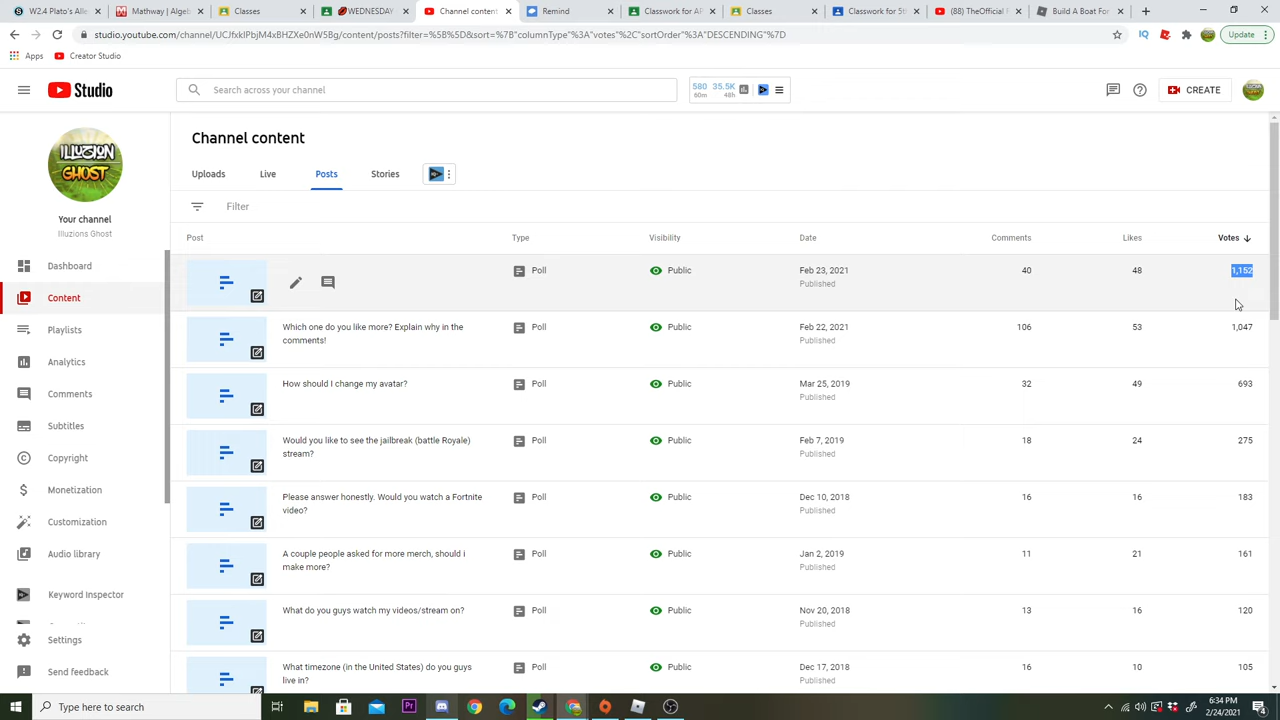 W2.4 Plato's Alle
Mathway | Algeb
Classes
WEDNESDAY
Channel content
Remind
Classwork for AP
Classes
Classwork for 5th
(88) TheOfficial F
Build A Boat For
studio.youtube.com/channel/UCJfxklPbjM4xBHZXe0nW5Bg/content/posts?filter=%5B%5D&sort=%7B"columnType"%3A"votes"%2C"sortOrder"%3A"DESCENDING"%7D
IQ
Update
Apps
Creator Studio
Studio
Search across your channel
580
60m
35.5K
48h
CREATE
ILLUZION
GHOST
Your channel
Illuzions Ghost
Dashboard
Content
Playlists
Analytics
Comments
Subtitles
Copyright
Monetization
Customization
Audio library
Keyword Inspector
Settings
Send feedback
Channel content
Uploads
Live
Posts
Stories
Filter
Post
Type
Visibility
Date
Comments
Likes
Votes
Poll
Public
Feb 23, 2021
Published
40
48
1,152
Which one do you like more? Explain why in the
comments!
Poll
Public
Feb 22, 2021
Published
106
53
1,047
How should I change my avatar?
Poll
Public
Mar 25, 2019
Published
32
49
693
Would you like to see the jailbreak (battle Royale)
stream?
Poll
Public
Feb 7, 2019
Published
18
24
275
Please answer honestly. Would you watch a Fortnite
video?
Poll
Public
Dec 10, 2018
Published
16
16
183
A couple people asked for more merch, should i
make more?
Poll
Public
Jan 2, 2019
Published
11
21
161
What do you guys watch my videos/stream on?
Poll
Public
Nov 20, 2018
Published
13
16
120
What timezone (in the United States) do you guys
live in?
Poll
Public
Dec 17, 2018
Published
16
10
105
Type here to search
6:34 PM
2/24/2021